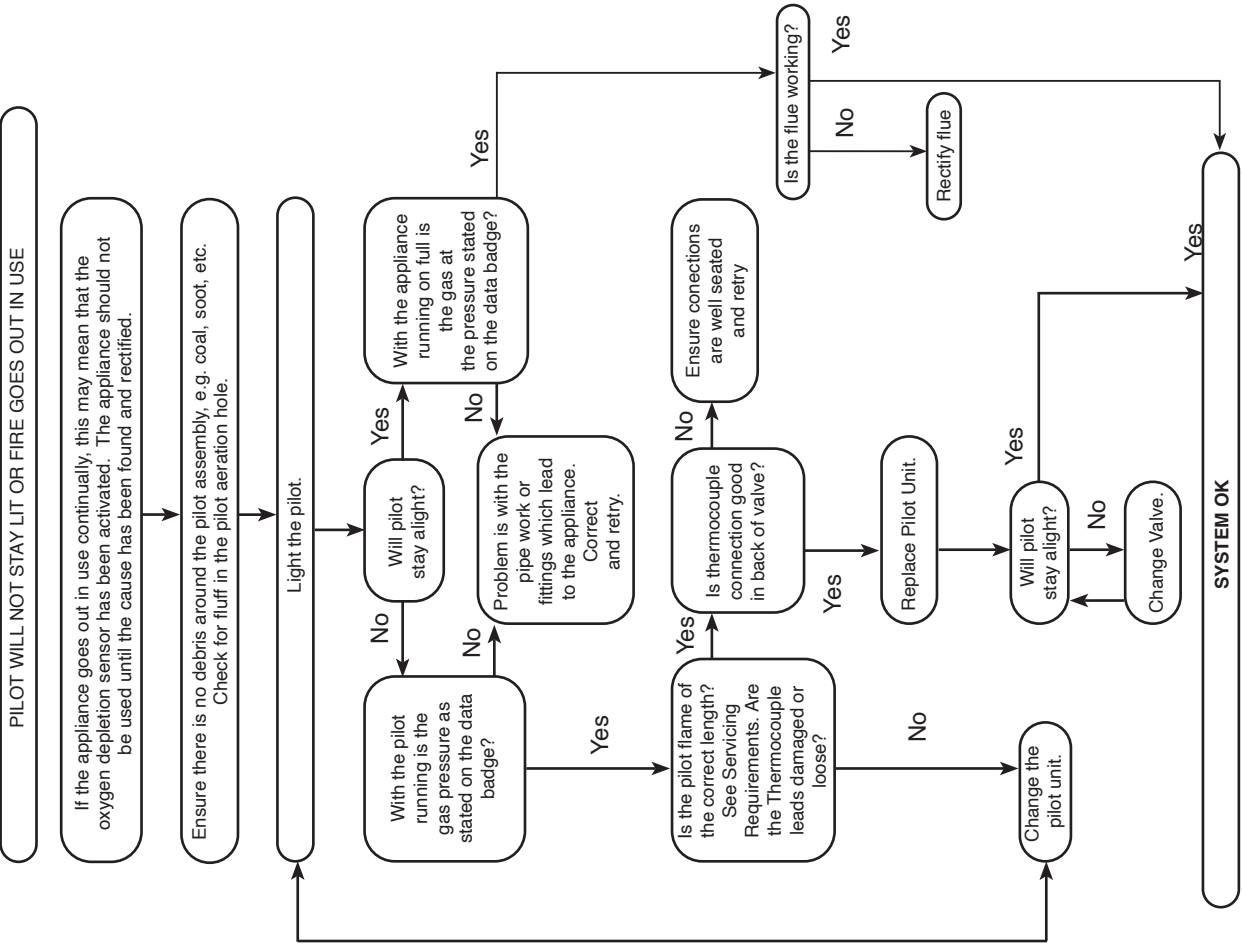 PILOT WILL NOT STAY LIT OR FIRE GOES OUT IN USE
If the appliance goes out in use continually, this may mean that the
oxygen depletion sensor has been activated. The appliance should not
be used until the cause has been found and rectified.
Ensure there is no debris around the pilot assembly, e.g. coal, soot, etc.
Check for fluff in the pilot aeration hole.
Light the pilot.
Will pilot
stay alight?
No
Yes
With the pilot
running is the
gas pressure as
stated on the data
badge?
No
Yes
Problem is with the
pipe work or
fittings which lead
to the appliance.
Correct
and retry.
With the appliance
running on full is
the gas at
the pressure stated
on the data badge?
No
Yes
Is the pilot flame of
the correct length?
See Servicing
Requirements. Are
the Thermocouple
leads damaged or
loose?
Yes
No
Is thermocouple
connection good
in back of valve?
No
Yes
Ensure conections
are well seated
and retry
Is the flue working?
No
Yes
Rectify flue
Replace Pilot Unit.
Change the
pilot unit.
Will pilot
stay alight?
Yes
No
Change Valve.
Yes
SYSTEM OK